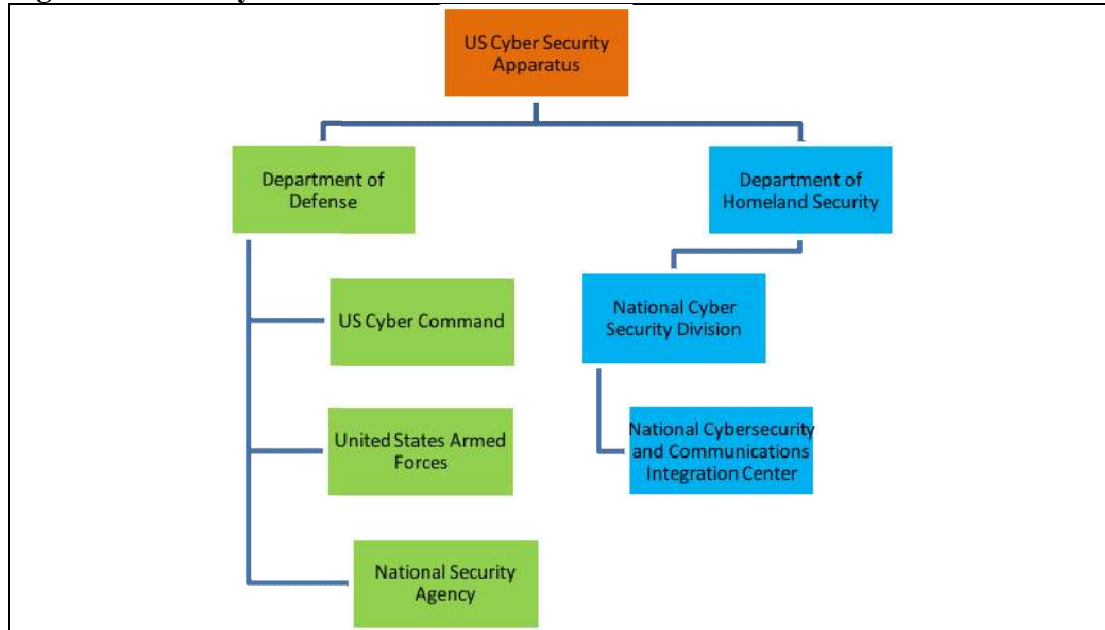 US Cyber Security
Apparatus
Department of
Defense
Department of
Homeland Security
US Cyber Command
National Cyber
Security Division
United States Armed
Forces
National Cybersecurity
and Communications
Integration Center
National Security
Agency